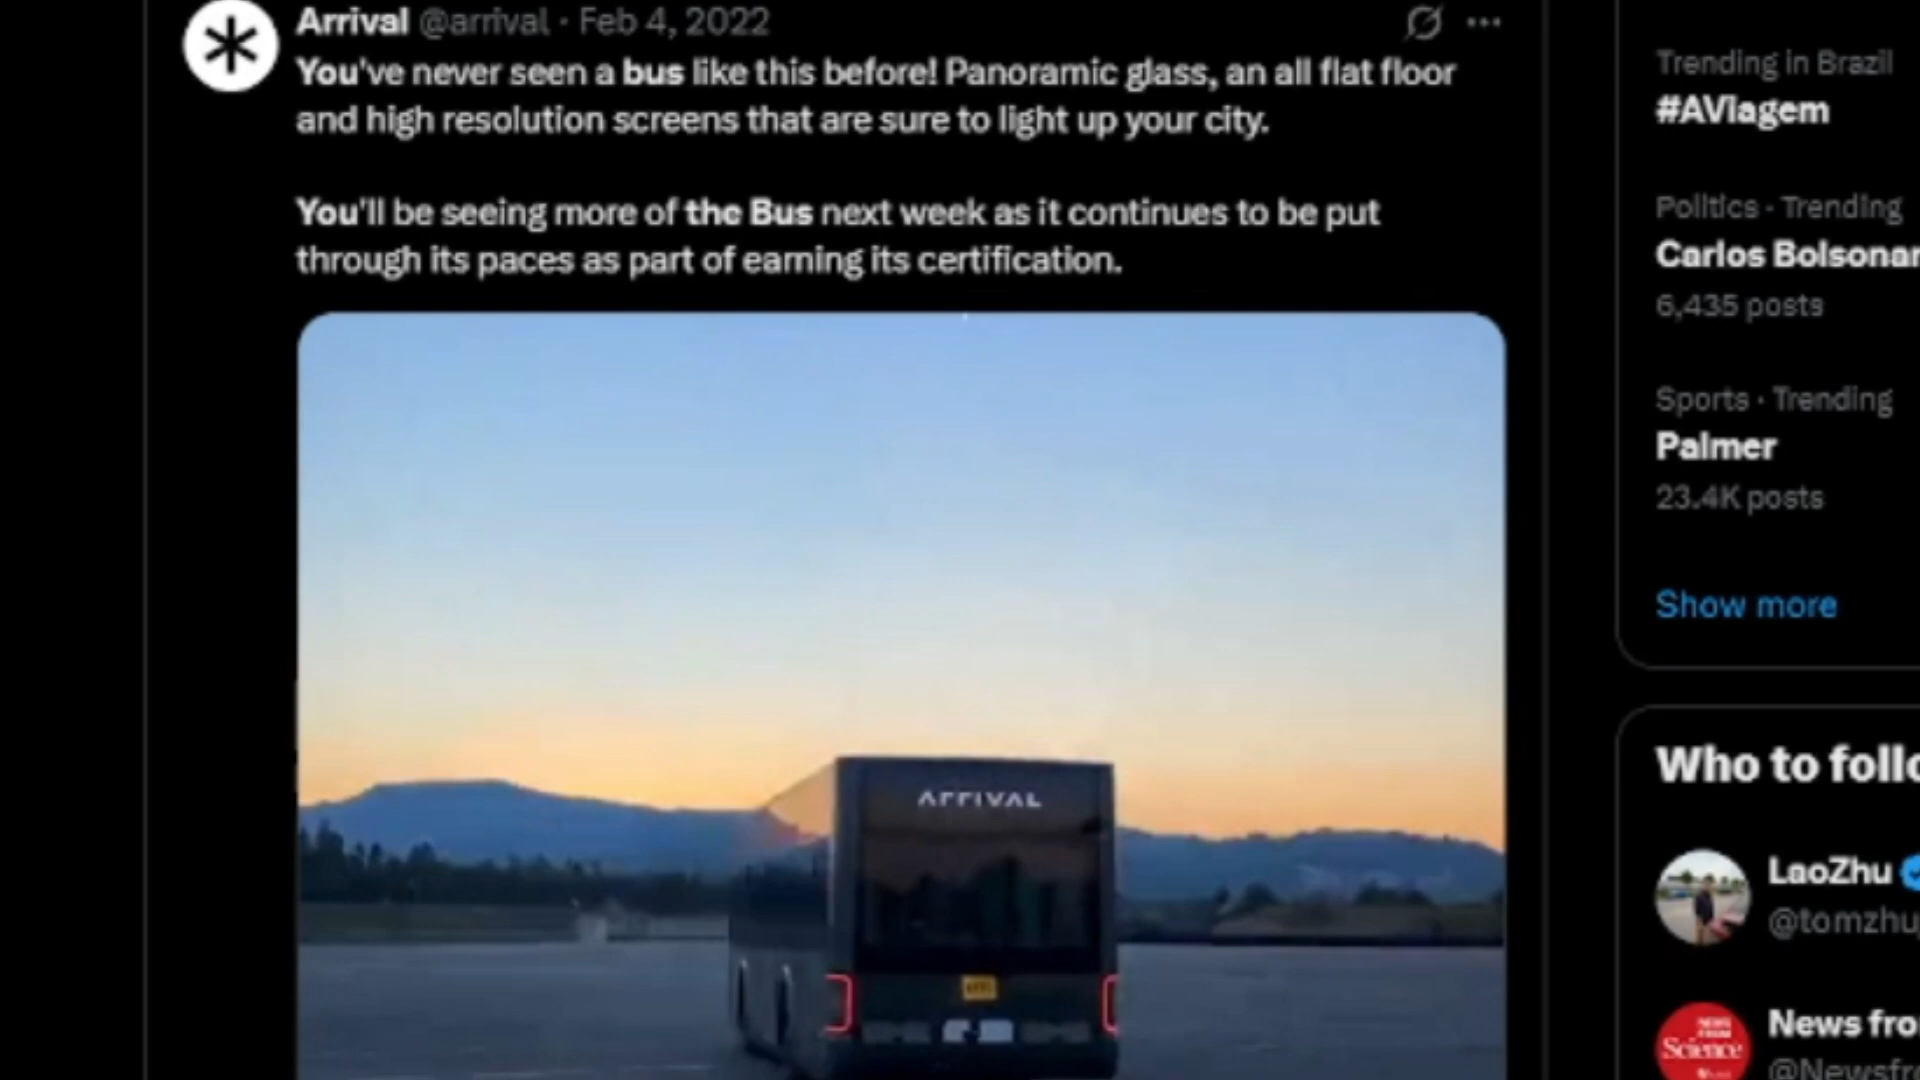 Arrival @arrival · Feb 4, 2022
You've never seen a bus like this before! Panoramic glass, an all flat floor
and high resolution screens that are sure to light up your city.
You'll be seeing more of the Bus next week as it continues to be put
through its paces as part of earning its certification.
ARRIVAL
Trending in Brazil
#AViagem
Politics · Trending
Carlos Bolsonar
6,435 posts
Sports · Trending
Palmer
23.4K posts
Show more
Who to follo
LaoZhu
@tomzhu
News fro
@Newsfro
NEWS
FROM
Science